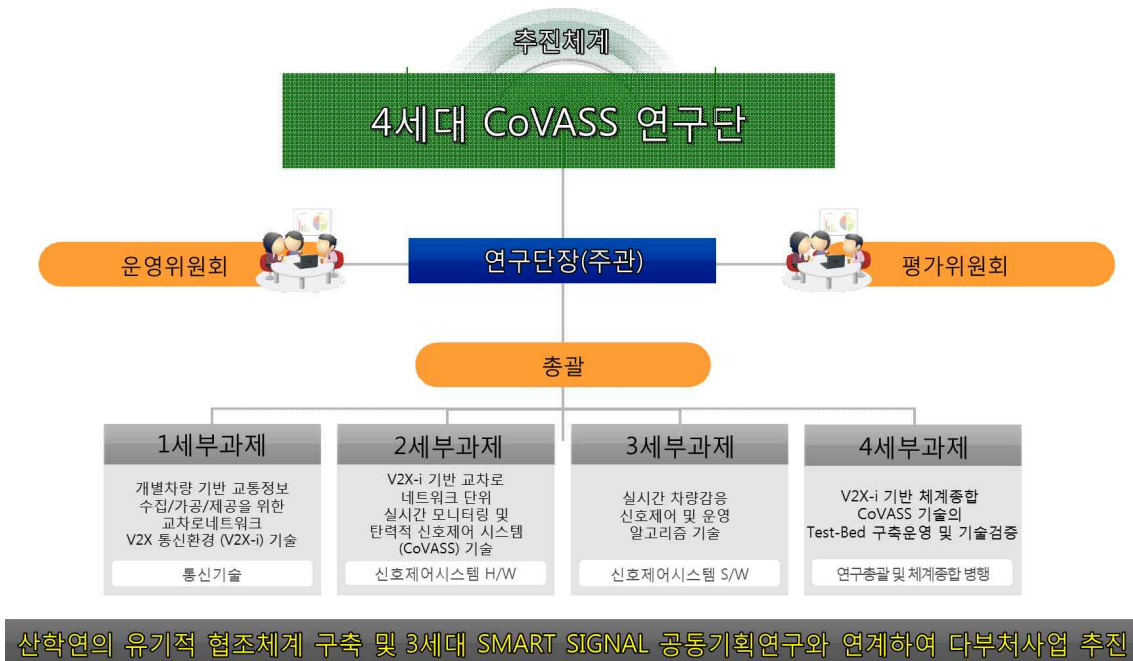 추진체계
4세대 CoVASS 연구단
운영위원회
연구단장(주관)
평가위원회
총괄
1세부과제
개별차량 기반 교통정보
수집/가공/제공을 위한
교차로네트워크
V2X 통신환경 (V2X-i) 기술
통신기술
2세부과제
V2X-i 기반 교차로
네트워크 단위
실시간 모니터링 및
탄력적 신호제어 시스템
(CoVASS) 기술
신호제어시스템 H/W
3세부과제
실시간 차량감응
신호제어 및 운영
알고리즘 기술
신호제어시스템 S/W
4세부과제
V2X-i 기반 체계종합
CoVASS 기술의
Test-Bed 구축운영 및 기술검증
연구총괄 및 체계종합 병행
산학연의 유기적 협조체계 구축 및 3세대 SMART SIGNAL 공동기획연구와 연계하여 다부처사업 추진